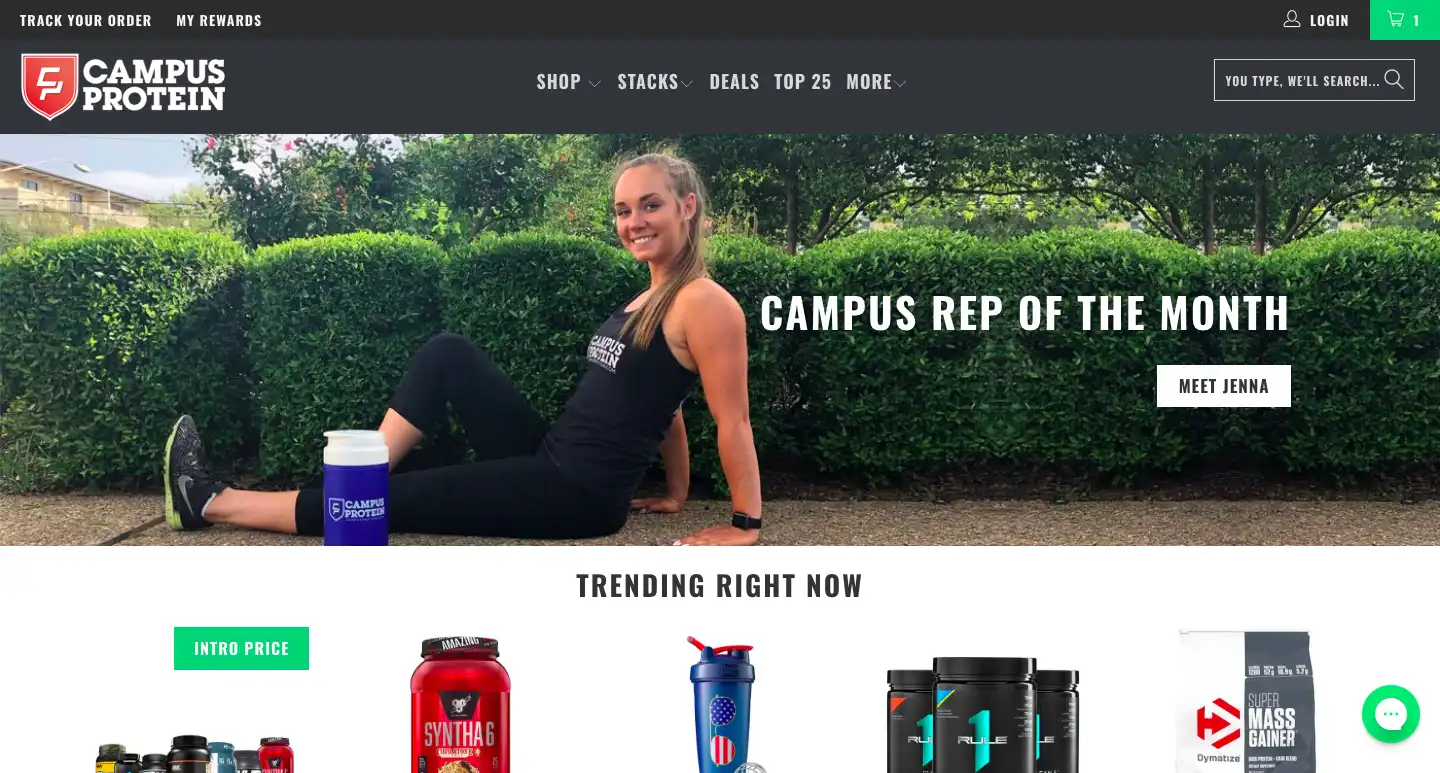 TRACK YOUR ORDER
MY REWARDS
LOGIN
1
CAMPUS
PROTEIN
SHOP
STACKS
DEALS
TOP 25
MORE
YOU TYPE, WE'LL SEARCH...
CAMPUS
PROTEIN
CAMPUS REP OF THE MONTH
MEET JENNA
CAMPUS
PROTEIN
TRENDING RIGHT NOW
INTRO PRICE
AMAZING
SYNTHA6
1
RULE
SUPER
MASS
GAINER
Dymatize